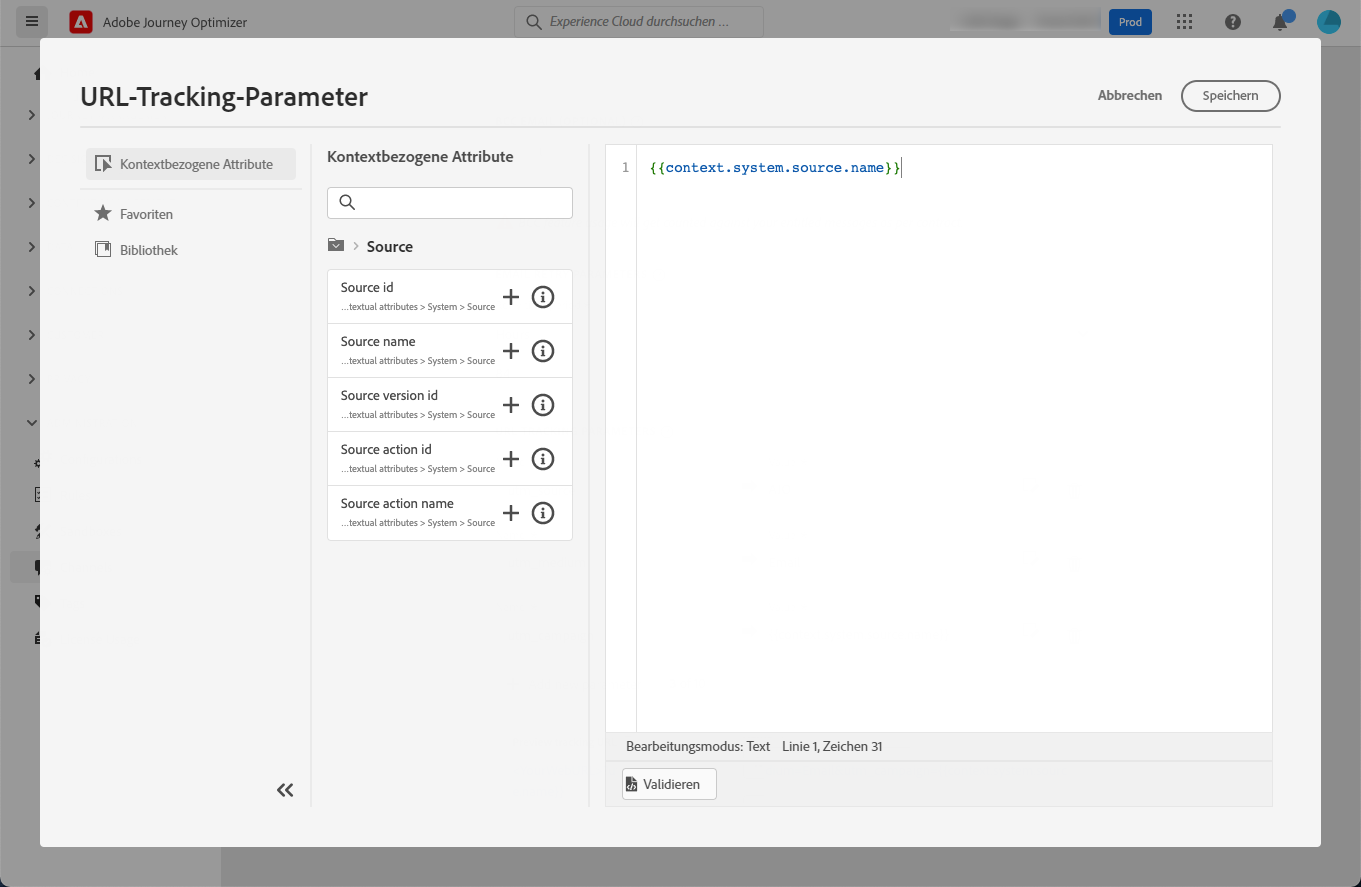 Adobe Journey Optimizer
Experience Cloud durchsuchen ...
Prod
URL-Tracking-Parameter
Abbrechen
Speichern
Kontextbezogene Attribute
Favoriten
Bibliothek
Kontextbezogene Attribute
Source
Source id
...textual attributes > System > Source
Source name
...textual attributes > System > Source
Source version id
...textual attributes > System > Source
Source action id
...textual attributes > System > Source
Source action name
...textual attributes > System > Source
1 {{context.system.source.name}}
Bearbeitungsmodus: Text Linie 1, Zeichen 31
Validieren